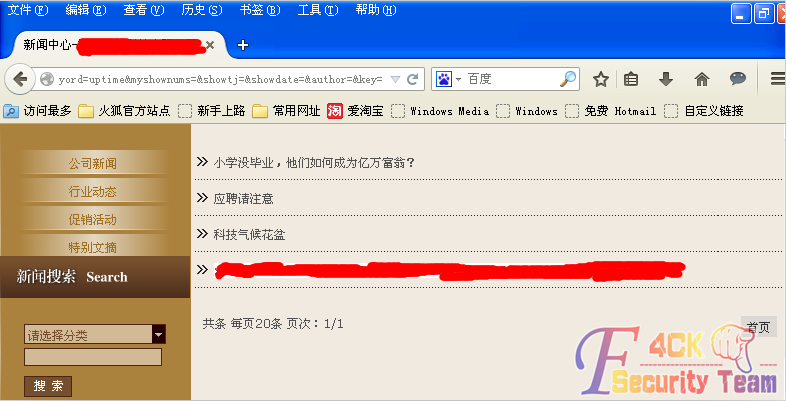 文件(F) 编辑(E) 查看(V) 历史(S) 书签(B) 工具(T) 帮助(H)
新闻中心-
yord=uptime&myshownums=&showtj=&showdate=&author=&key=
百度
访问最多 火狐官方站点 新手上路 常用网址 爱淘宝 Windows Media Windows 免费 Hotmail 自定义链接
公司新闻
行业动态
促销活动
特别文摘
新闻搜索 Search
请选择分类
搜 索
小学没毕业，他们如何成为亿万富翁？
应聘请注意
科技气候花盆
共条 每页20条 页次：1/1
首页
F4CK
Security Team